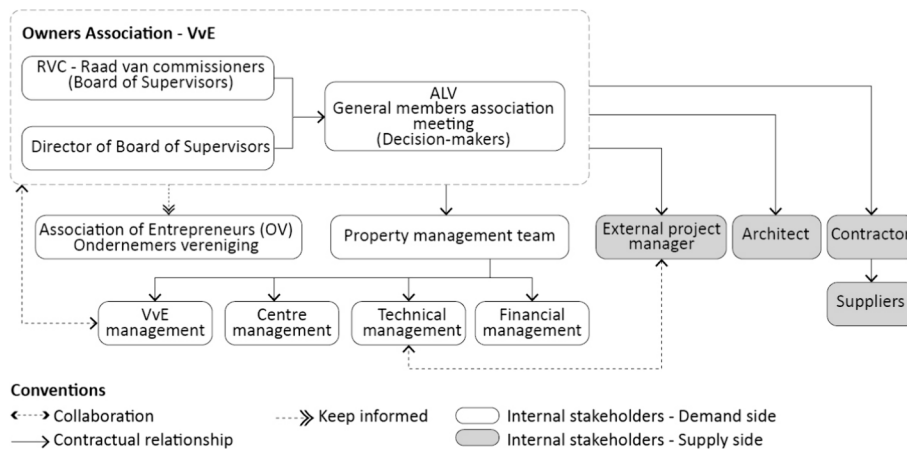 Owners Association - VvE
RVC - Raad van commissioners
(Board of Supervisors)
Director of Board of Supervisors
ALV
General members association
meeting
(Decision-makers)
Association of Entrepreneurs (OV)
Ondernemers vereniging
Property management team
External project
manager
Architect
Contractor
Suppliers
VvE
management
Centre
management
Technical
management
Financial
management
Conventions
Collaboration
Contractual relationship
Keep informed
Internal stakeholders - Demand side
Internal stakeholders - Supply side